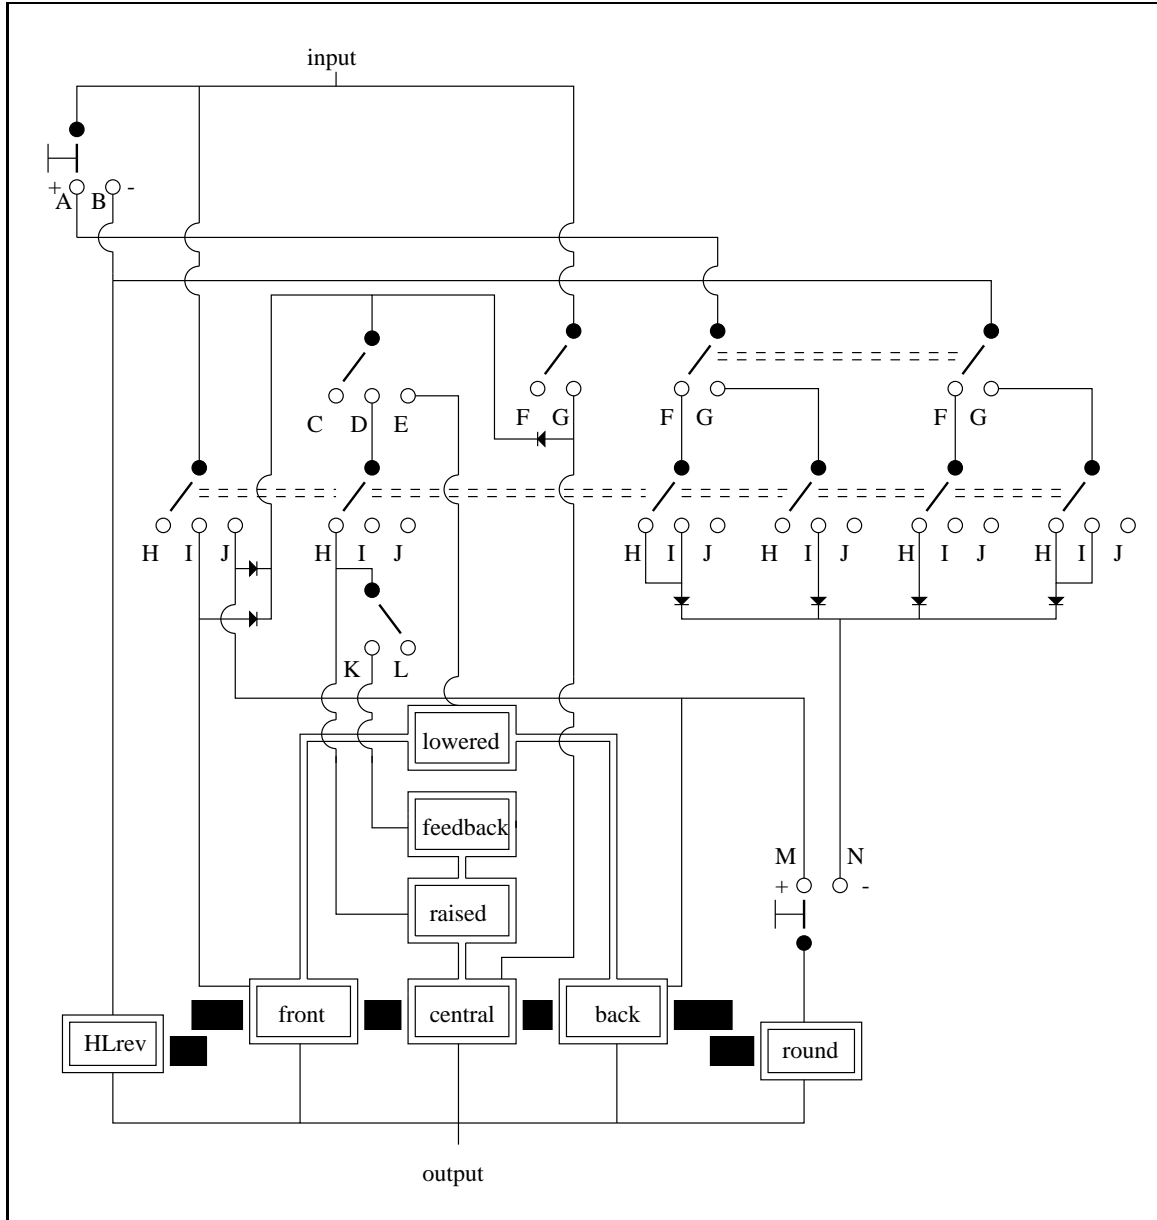 input
+ A B -
C D E F G F G F G
H I J H I J H I J H I J H I J H I J
K L
lowered
feedback
M N
+ -
raised
front central back
HLrev round
output